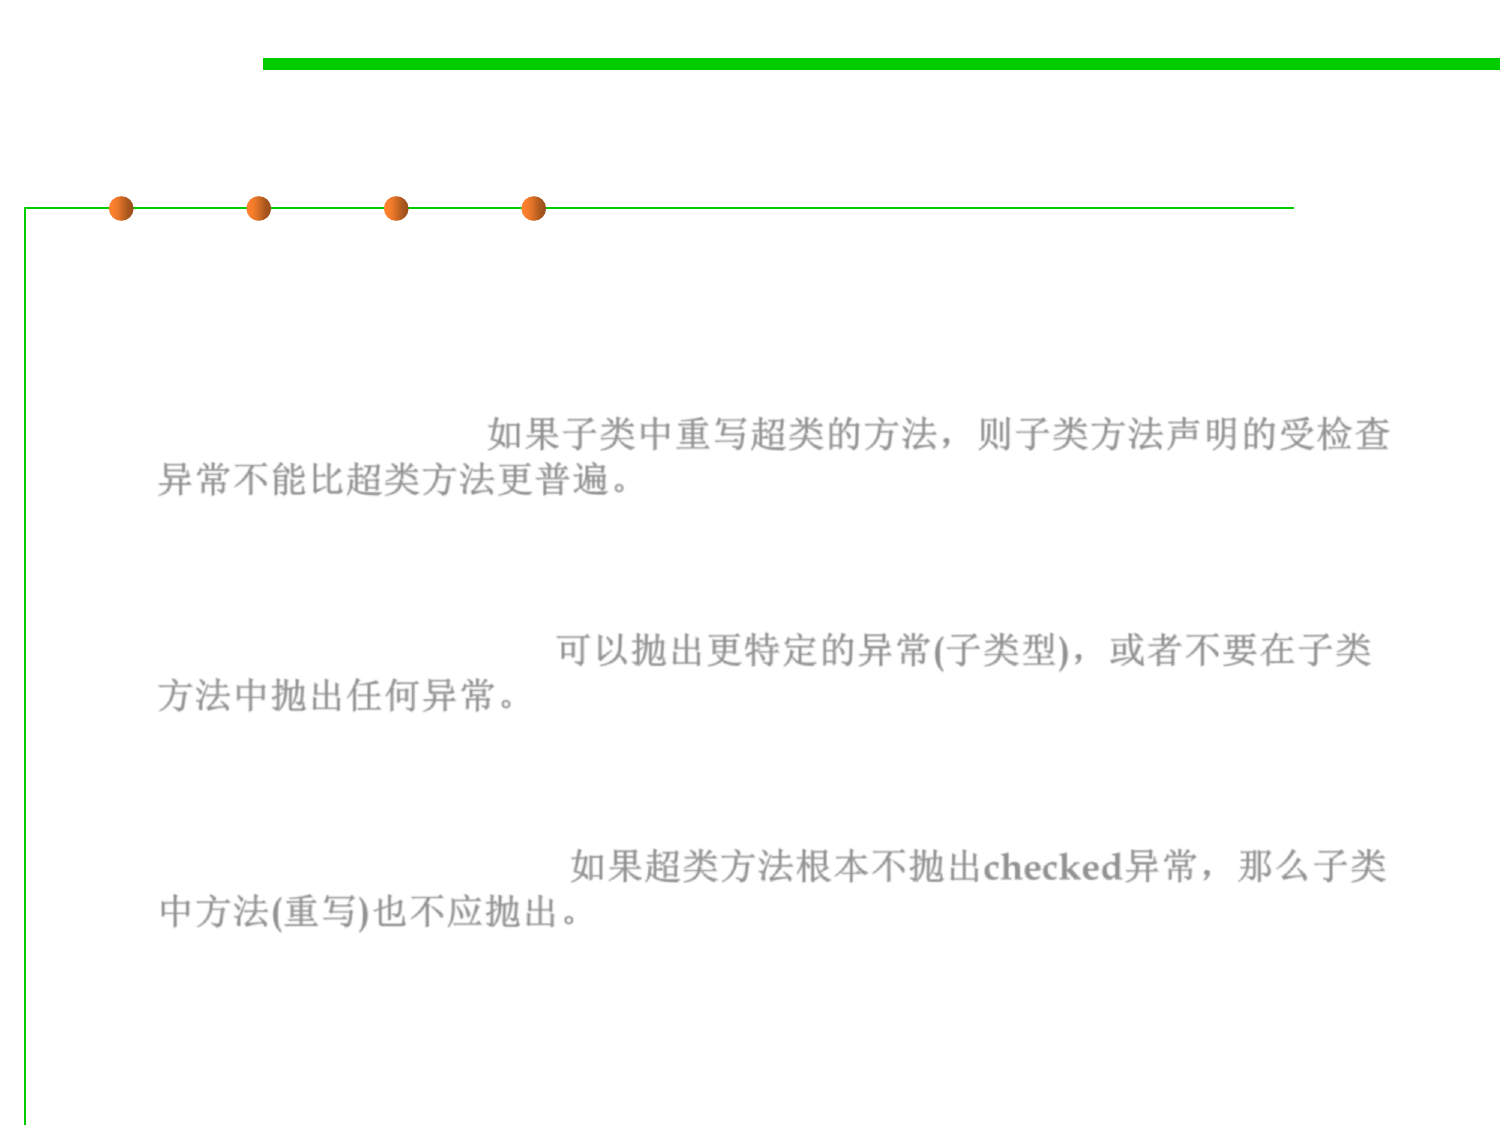 如果子类中重写超类的方法，则子类方法声明的受检查
异常不能比超类方法更普遍。
可以抛出更特定的异常(子类型)，或者不要在子类
方法中抛出任何异常。
如果超类方法根本不抛出checked异常，那么子类
中方法(重写)也不应抛出。